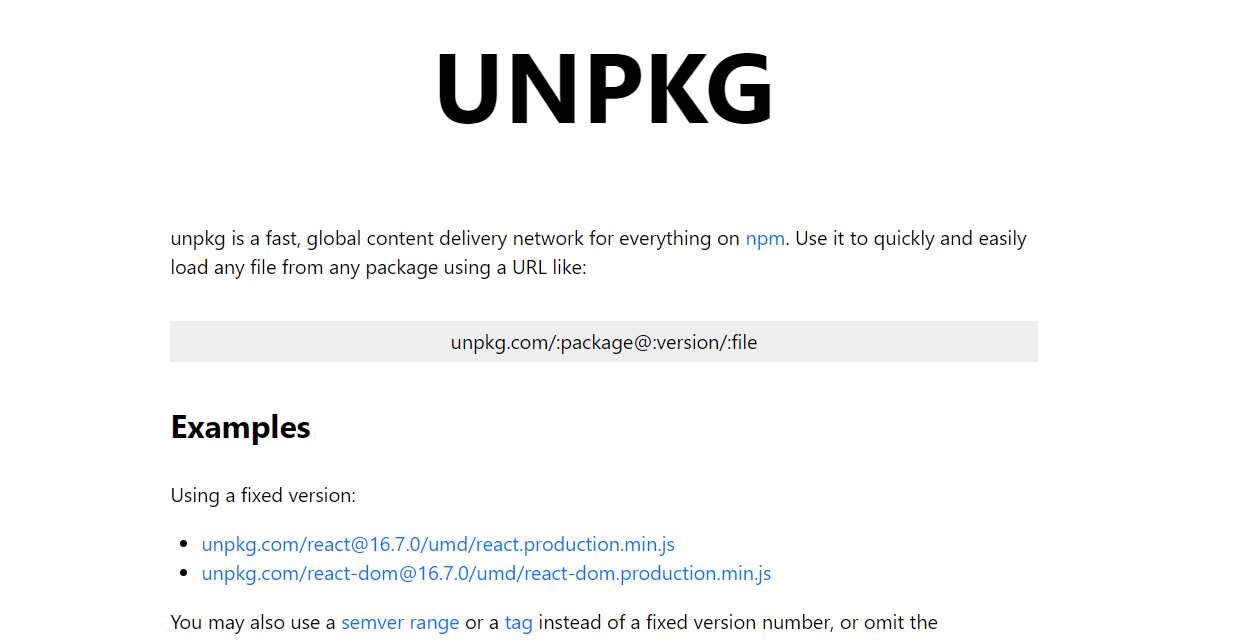 UNPKG
unpkg is a fast, global content delivery network for everything on npm. Use it to quickly and easily
load any file from any package using a URL like:
unpkg.com/:package@:version/:file
Examples
Using a fixed version:
unpkg.com/react@16.7.0/umd/react.production.min.js
unpkg.com/react-dom@16.7.0/umd/react-dom.production.min.js
You may also use a semver range or a tag instead of a fixed version number, or omit the